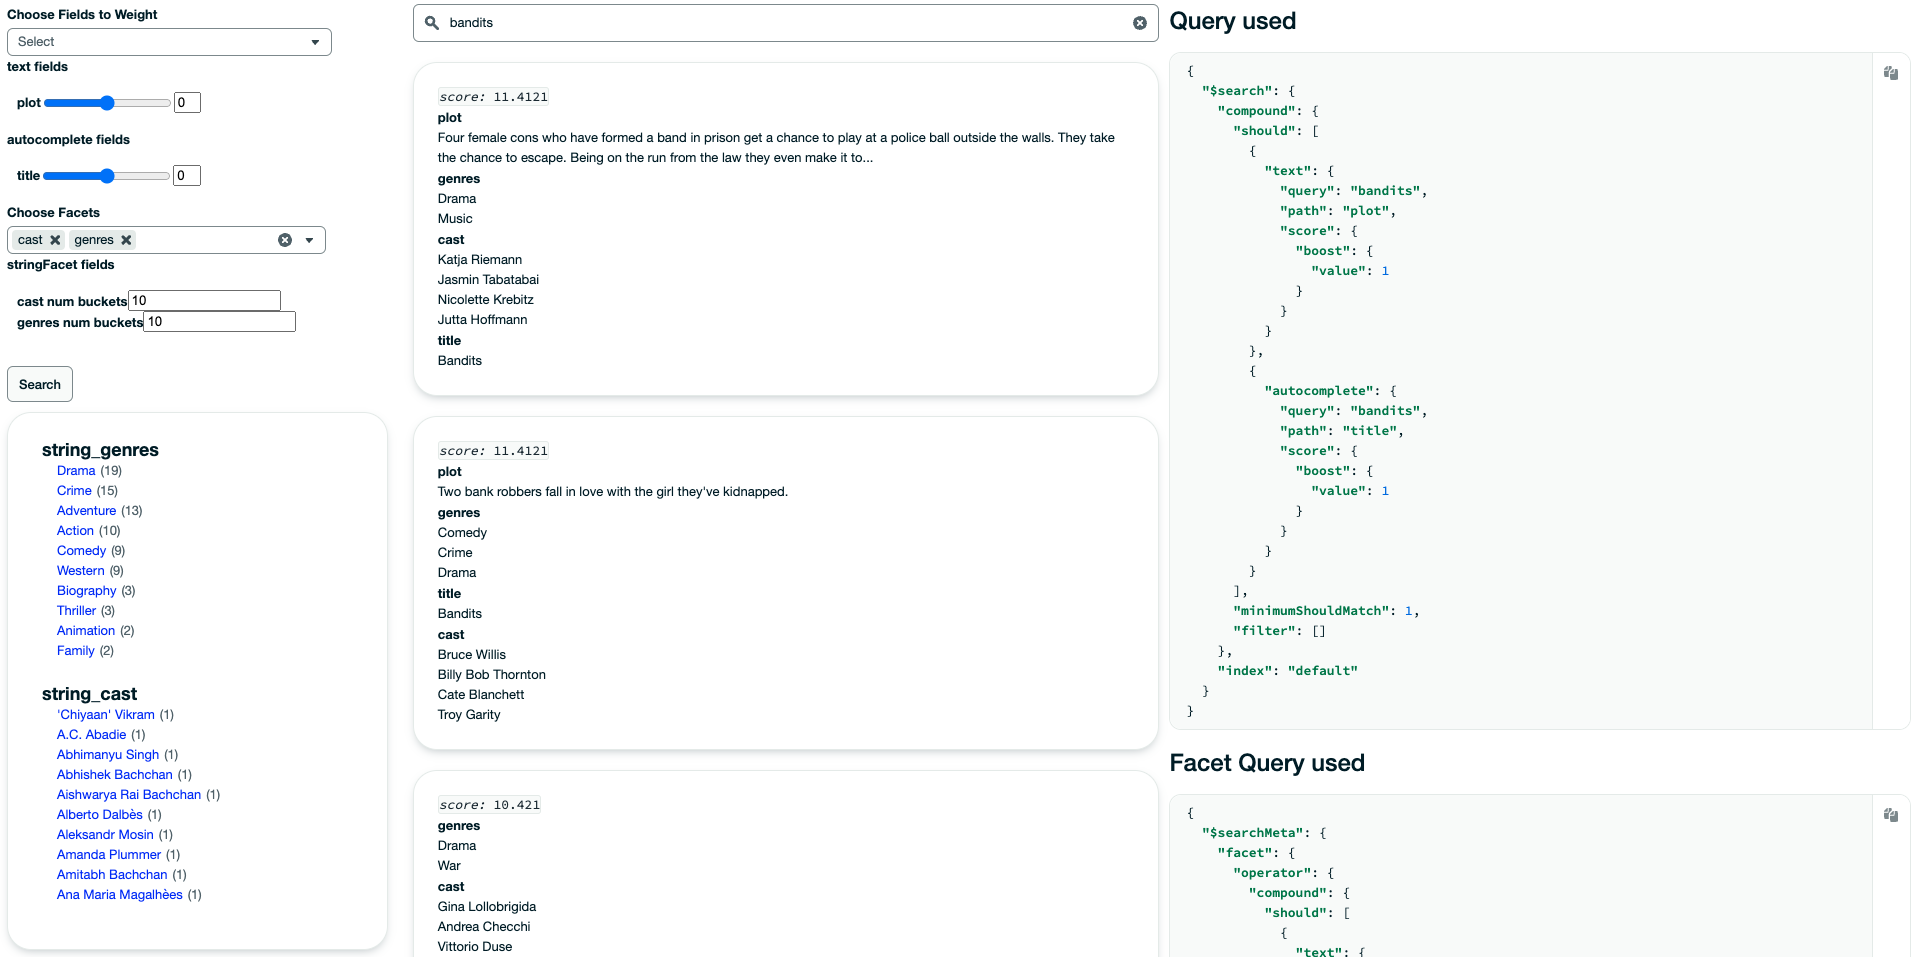 Choose Fields to Weight
Select
text fields
plot 0
autocomplete fields
title 0
Choose Facets
cast genres
stringFacet fields
cast num buckets 10
genres num buckets 10
Search
string_genres
Drama (19)
Crime (15)
Adventure (13)
Action (10)
Comedy (9)
Western (9)
Biography (3)
Thriller (3)
Animation (2)
Family (2)
string_cast
'Chiyaan' Vikram (1)
A.C. Abadie (1)
Abhimanyu Singh (1)
Abhishek Bachchan (1)
Aishwarya Rai Bachchan (1)
Alberto Dalbès (1)
Aleksandr Mosin (1)
Amanda Plummer (1)
Amitabh Bachchan (1)
Ana Maria Magalhèes (1)
bandits
score: 11.4121
plot
Four female cons who have formed a band in prison get a chance to play at a police ball outside the walls. They take
the chance to escape. Being on the run from the law they even make it to...
genres
Drama
Music
cast
Katja Riemann
Jasmin Tabatabai
Nicolette Krebitz
Jutta Hoffmann
title
Bandits
score: 11.4121
plot
Two bank robbers fall in love with the girl they've kidnapped.
genres
Comedy
Crime
Drama
title
Bandits
cast
Bruce Willis
Billy Bob Thornton
Cate Blanchett
Troy Garity
score: 10.421
genres
Drama
War
cast
Gina Lollobrigida
Andrea Checchi
Vittorio Duse
Query used
{
"$search": {
"compound": {
"should": [
{
"text": {
"query": "bandits",
"path": "plot",
"score": {
"boost": {
"value": 1
}
}
}
},
{
"autocomplete": {
"query": "bandits",
"path": "title",
"score": {
"boost": {
"value": 1
}
}
}
}
],
"minimumShouldMatch": 1,
"filter": []
},
"index": "default"
}
}
Facet Query used
{
"$searchMeta": {
"facet": {
"operator": {
"compound": {
"should": [
{
"text": {